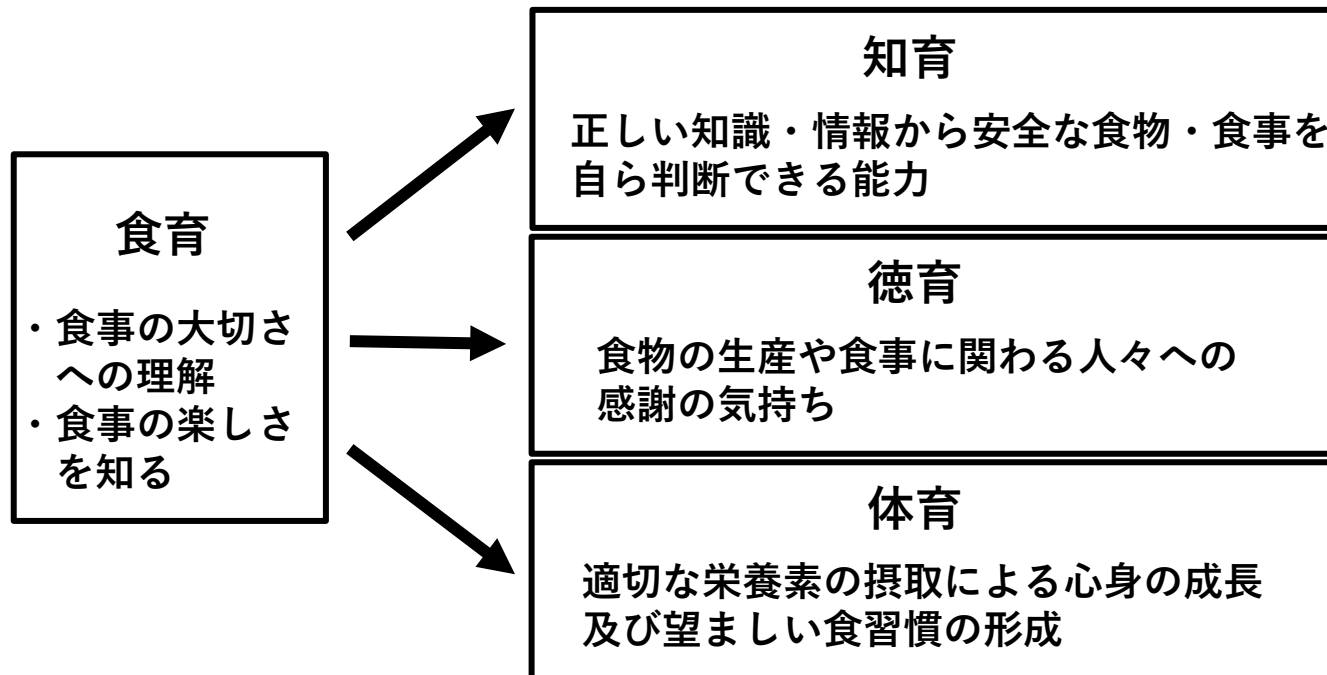 食育
・食事の大切さ
への理解
・食事の楽しさ
を知る
知育
正しい知識・情報から安全な食物・食事を
自ら判断できる能力
徳育
食物の生産や食事に関わる人々への
感謝の気持ち
体育
適切な栄養素の摂取による心身の成長
及び望ましい食習慣の形成